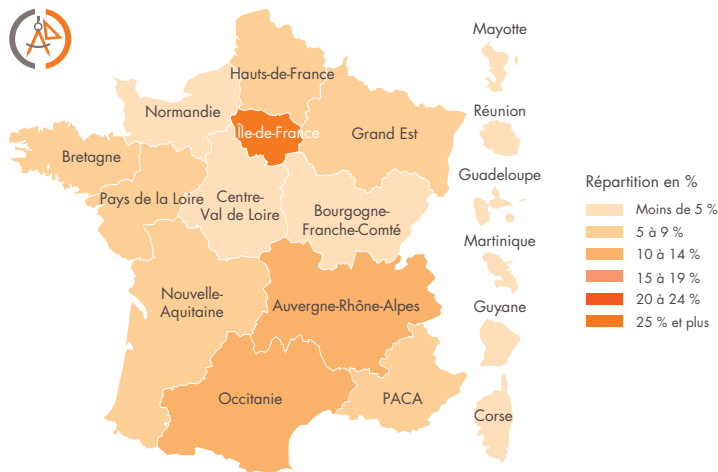 Mayotte
Hauts-de-France
Normandie
Réunion
Île-de-France
Grand Est
Bretagne
Guadeloupe
Pays de la Loire
Centre-
Val de Loire
Bourgogne-
Franche-Comté
Martinique
Nouvelle-
Aquitaine
Auvergne-Rhône-Alpes
Guyane
Occitanie
PACA
Corse
Répartition en %
Moins de 5 %
5 à 9 %
10 à 14 %
15 à 19 %
20 à 24 %
25 % et plus